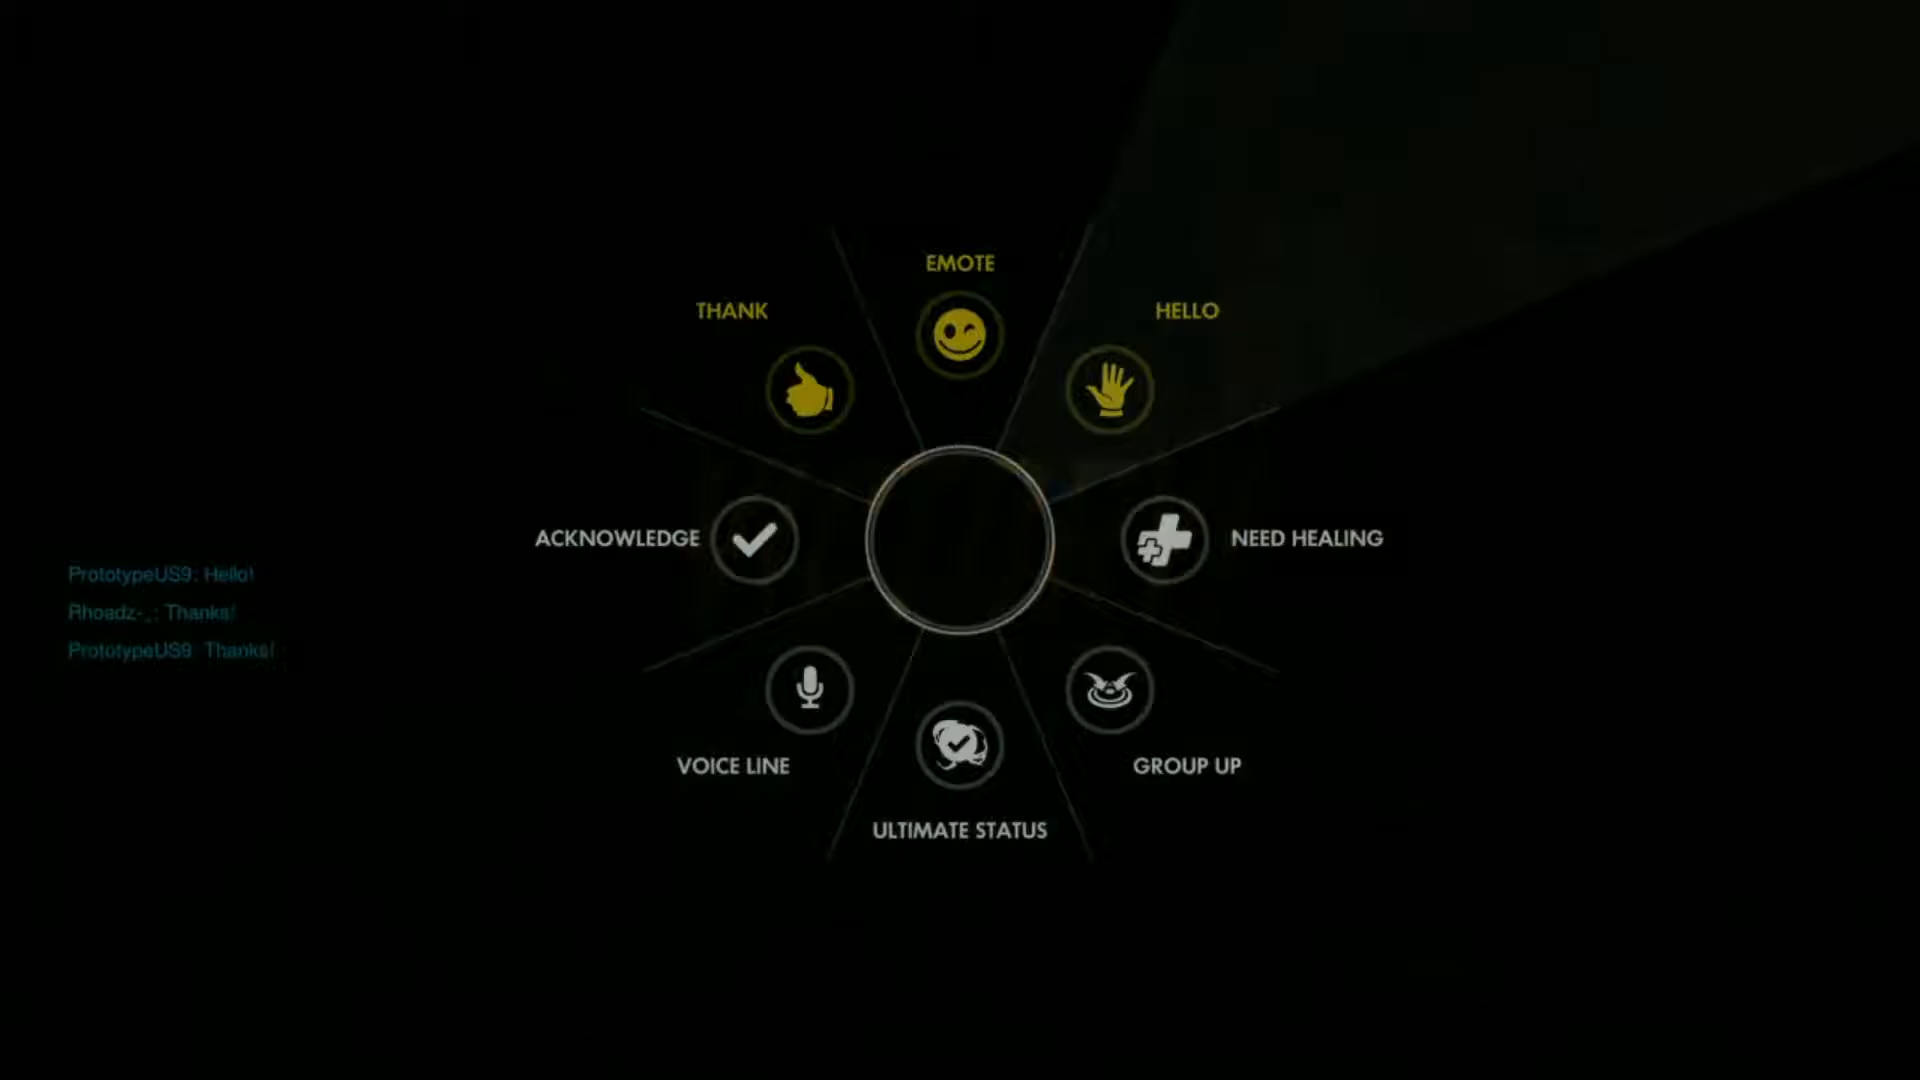 EMOTE
THANK
HELLO
ACKNOWLEDGE
NEED HEALING
PrototypeUS9: Hello!
Rhoadz-_: Thanks!
PrototypeUS9: Thanks!
VOICE LINE
GROUP UP
ULTIMATE STATUS